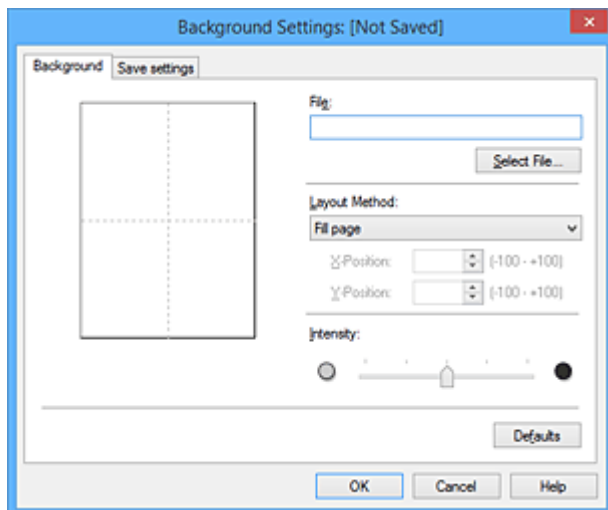 Background Settings: [Not Saved]
Background
Save settings
File:
Select File...
Layout Method:
Fill page
X-Position:
(-100 - +100)
Y-Position:
(-100 - +100)
Intensity:
Defaults
OK
Cancel
Help